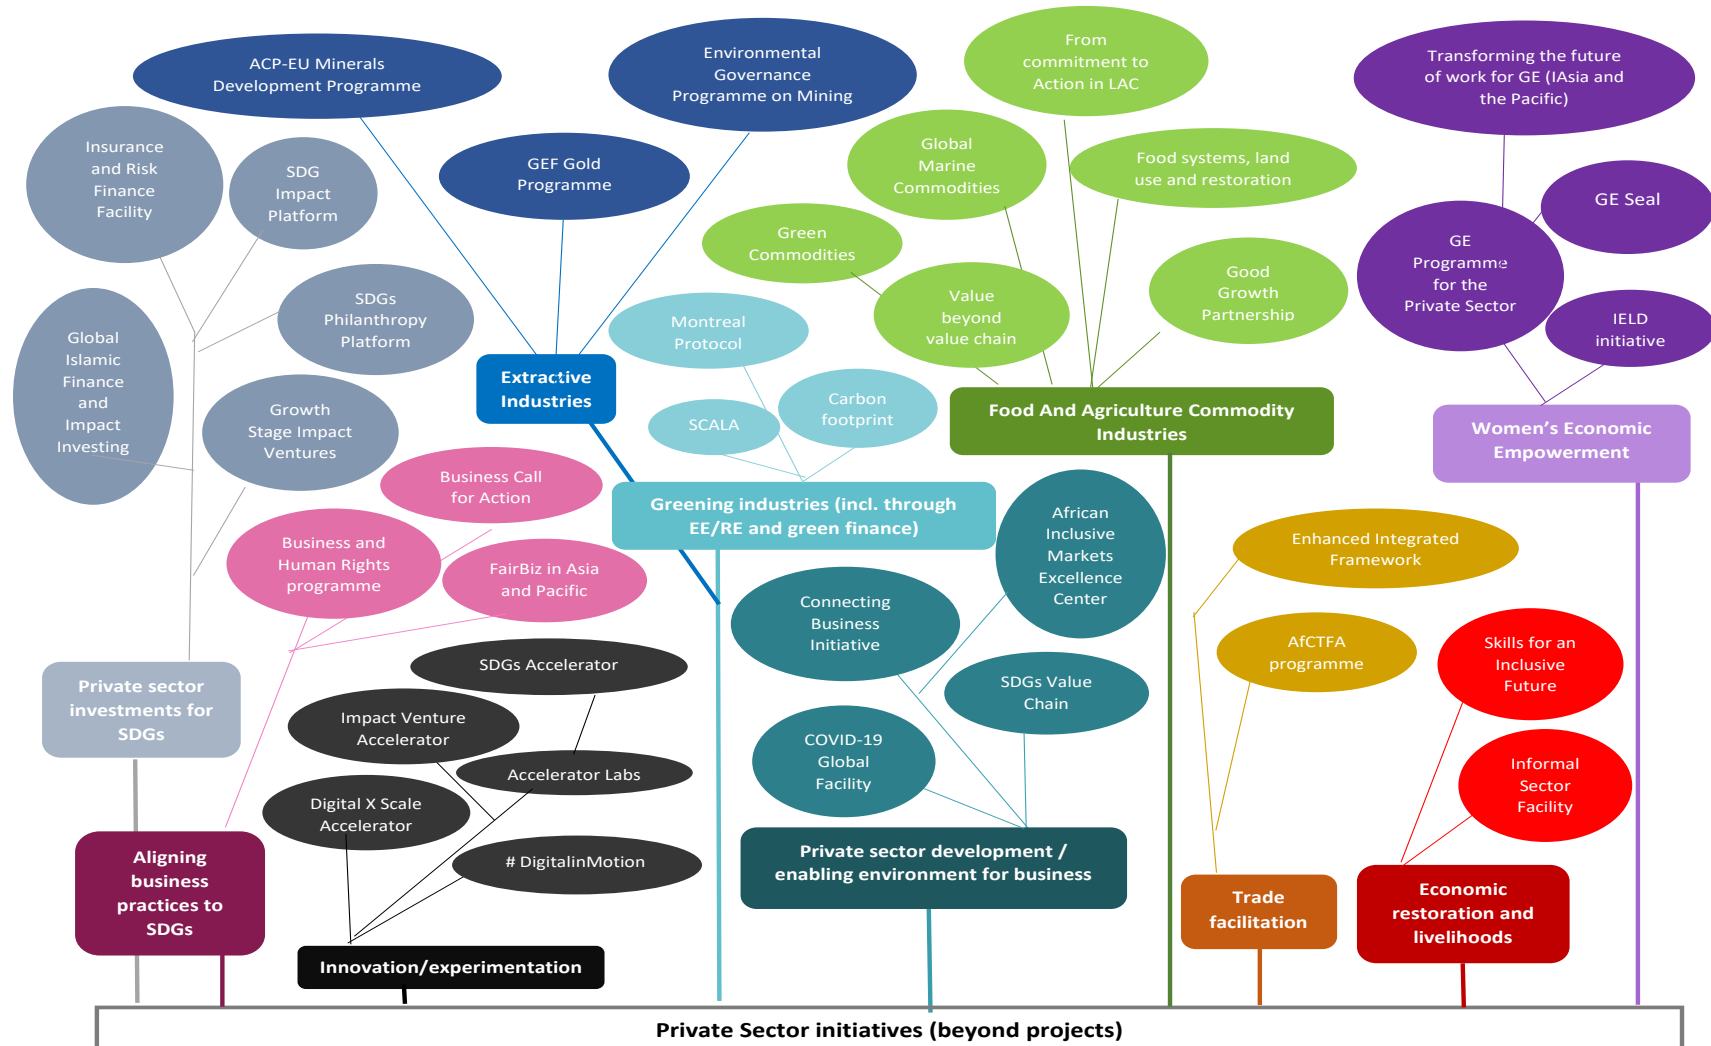 ACP-EU Minerals
Development Programme
Environmental
Governance
Programme on Mining
From
commitment to
Action in LAC
Transforming the future
of work for GE (IAsia and
the Pacific)
Insurance
and Risk
Finance
Facility
SDG
Impact
Platform
GEF Gold
Programme
Global
Marine
Commodities
Food systems, land
use and restoration
GE Seal
Green
Commodities
GE
Programme
for the
Private Sector
SDGs
Philanthropy
Platform
Montreal
Protocol
Value
beyond
value chain
Good
Growth
Partnership
IELD
initiative
Global
Islamic
Finance
and
Impact
Investing
Extractive
Industries
Growth
Stage Impact
Ventures
SCALA
Carbon
footprint
Food And Agriculture Commodity
Industries
Women's Economic
Empowerment
Business Call
for Action
Greening industries (incl. through
EE/RE and green finance)
African
Inclusive
Markets
Excellence
Center
Business and
Human Rights
programme
FairBiz in Asia
and Pacific
Enhanced Integrated
Framework
Connecting
Business
Initiative
SDGs Accelerator
AfCTFA
programme
Skills for an
Inclusive
Future
Private sector
investments for
SDGs
Impact Venture
Accelerator
SDGs Value
Chain
COVID-19
Global
Facility
Accelerator Labs
Informal
Sector
Facility
Digital X Scale
Accelerator
# DigitalinMotion
Aligning
business
practices to
SDGs
Private sector development /
enabling environment for business
Trade
facilitation
Economic
restoration and
livelihoods
Innovation/experimentation
Private Sector initiatives (beyond projects)